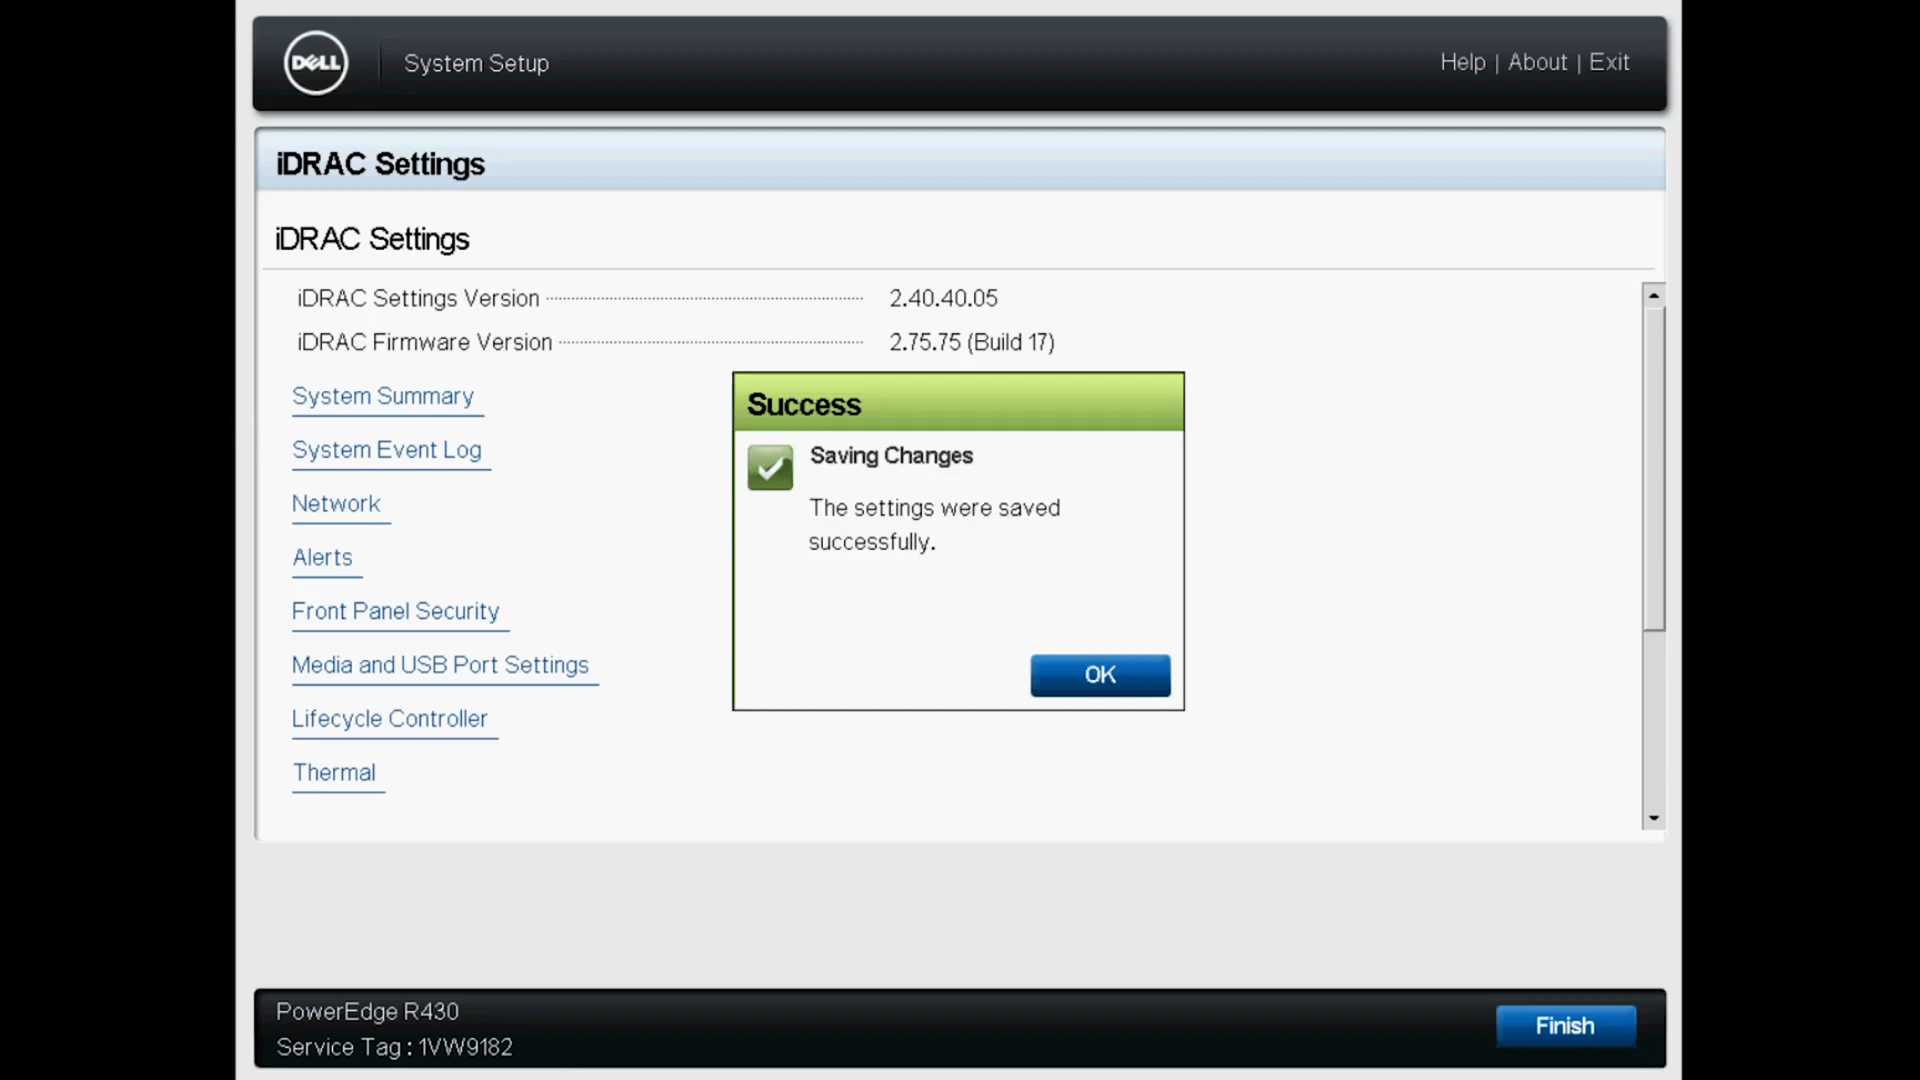 DELL
System Setup
Help | About | Exit
iDRAC Settings
iDRAC Settings
iDRAC Settings Version 2.40.40.05
iDRAC Firmware Version 2.75.75 (Build 17)
System Summary
System Event Log
Network
Alerts
Front Panel Security
Media and USB Port Settings
Lifecycle Controller
Thermal
Success
Saving Changes
The settings were saved
successfully.
OK
PowerEdge R430
Service Tag : 1VW9182
Finish